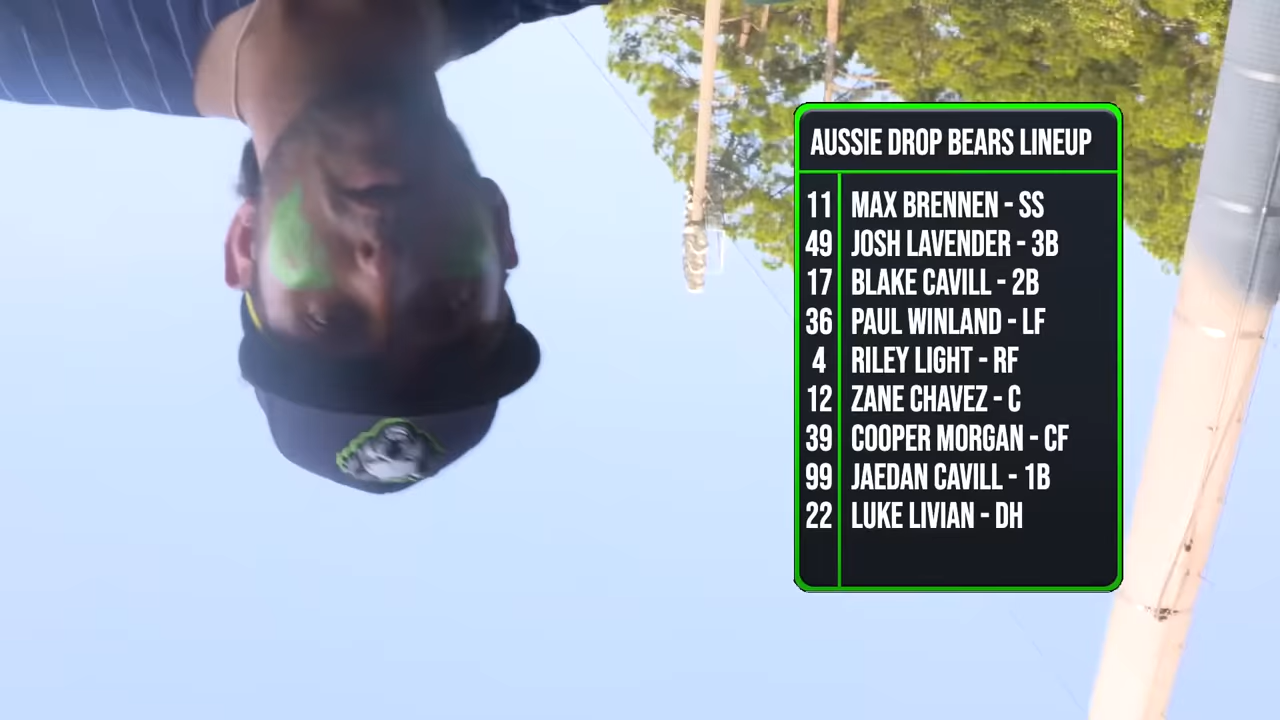 AUSSIE DROP BEARS LINEUP
11 MAX BRENNEN - SS
49 JOSH LAVENDER - 3B
17 BLAKE CAVILL - 2B
36 PAUL WINLAND - LF
4 RILEY LIGHT - RF
12 ZANE CHAVEZ - C
39 COOPER MORGAN - CF
99 JAEDAN CAVILL - 1B
22 LUKE LIVIAN - DH